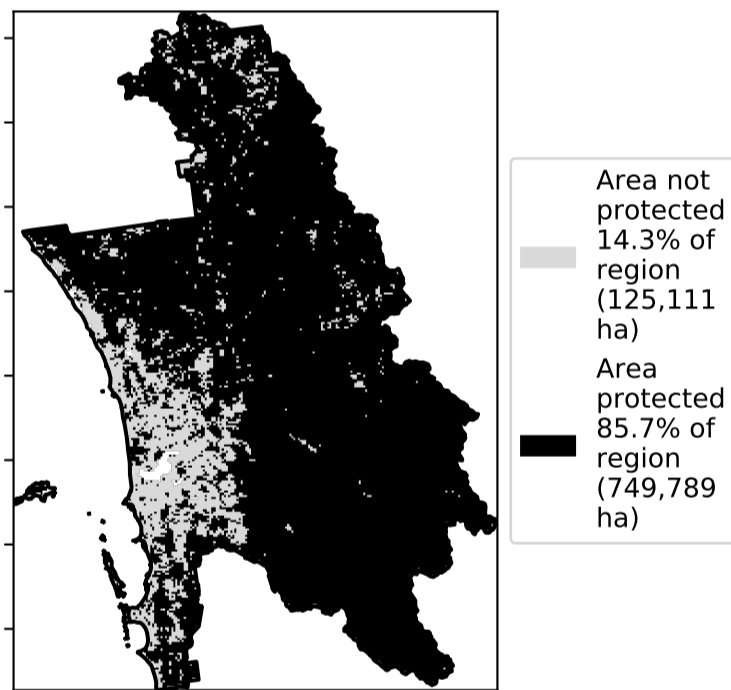 Area not
protected
14.3% of
region
(125,111
ha)
Area
protected
85.7% of
region
(749,789
ha)